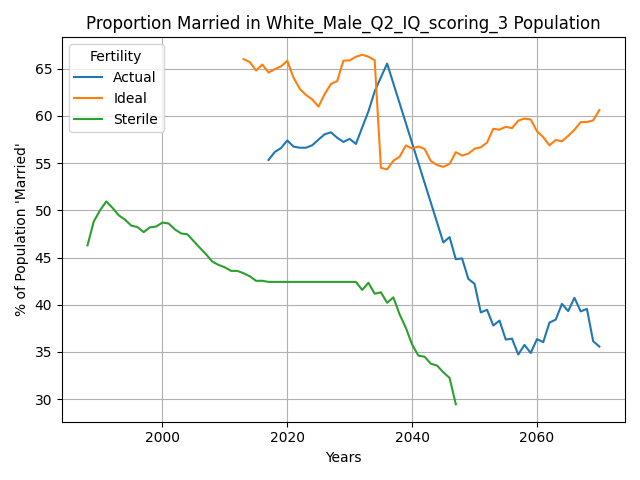 Proportion Married in White_Male_Q2_IQ_scoring_3 Population
Fertility
Actual
Ideal
Sterile
% of Population 'Married'
65
60
55
50
45
40
35
30
2000
2020
2040
2060
Years